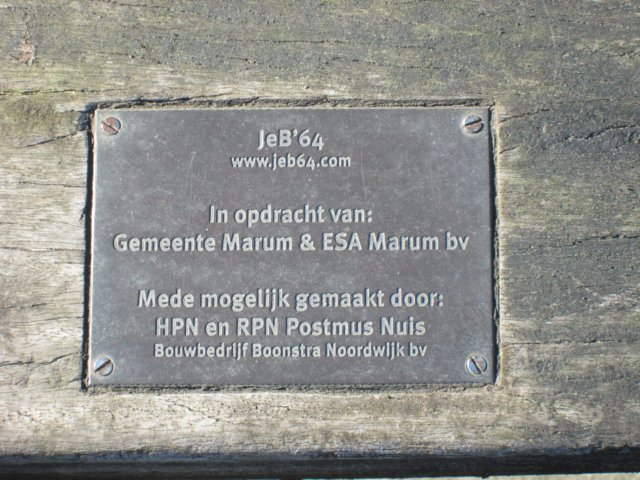 JeB'64
www.jeb64.com
In opdracht van:
Gemeente Marum & ESA Marum bv
Mede mogelijk gemaakt door:
HPN en RPN Postmus Nuis
Bouwbedrijf Boonstra Noordwijk bv